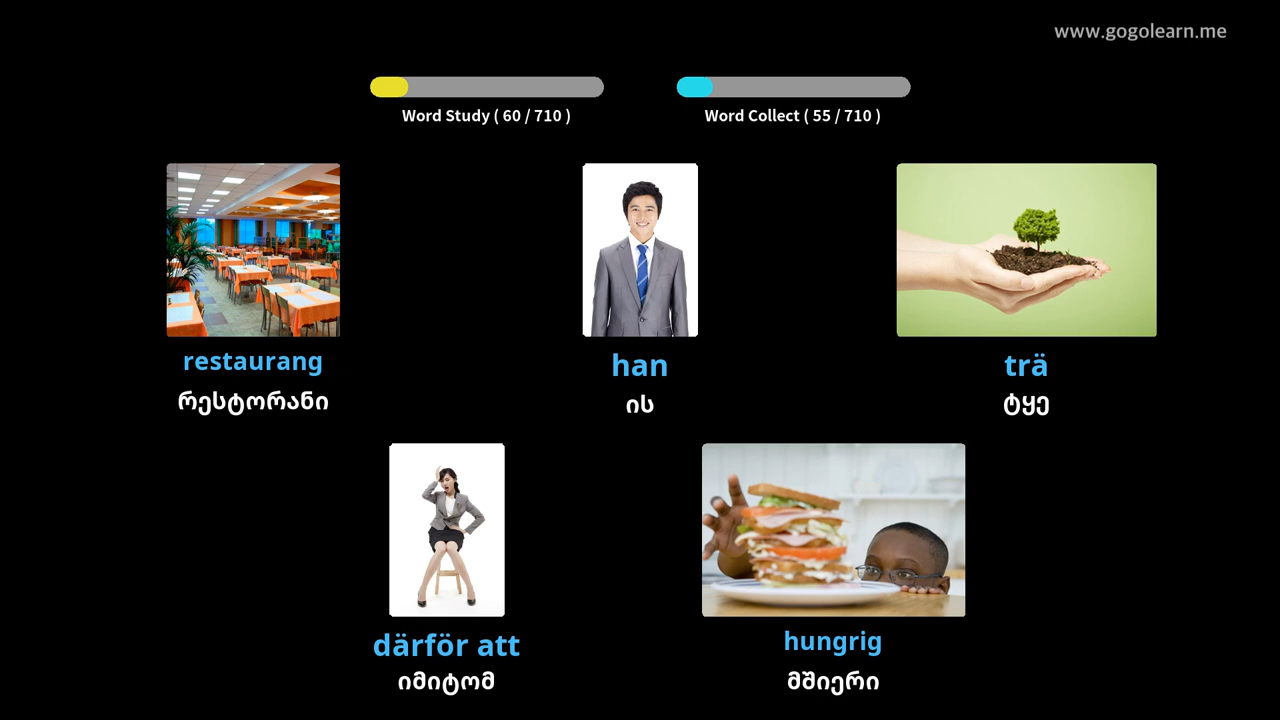 www.gogolearn.me
Word Study ( 60 / 710 )
Word Collect ( 55 / 710 )
restaurang
რესტორანი
han
ის
trä
ტყე
därför att
იმიტომ
hungrig
მშიერი